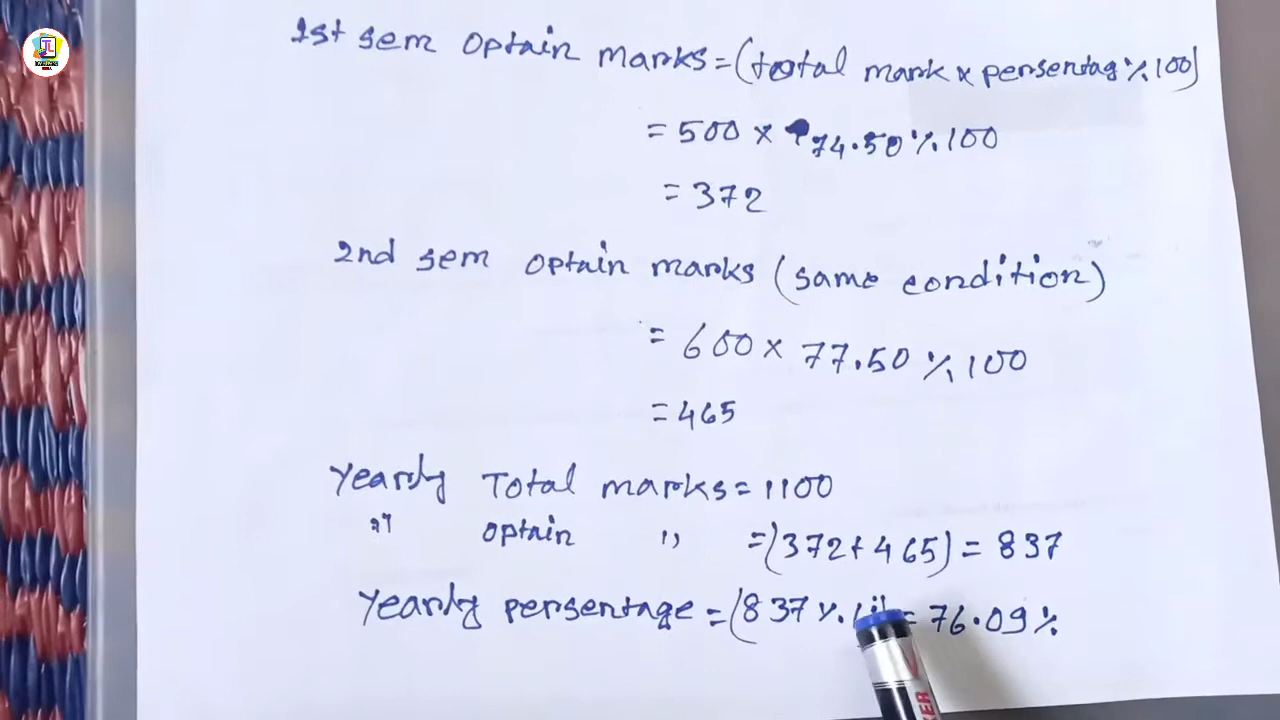 1st sem optain marks=(total mark x persentag % 100)
= 500 x 74.50 % 100
= 372
2nd sem optain marks (same condition)
= 600 x 77.50 % 100
= 465
Yearly Total marks = 1100
" optain " =(372+465) = 837
Yearly persentage = (837 % = 76.09 %